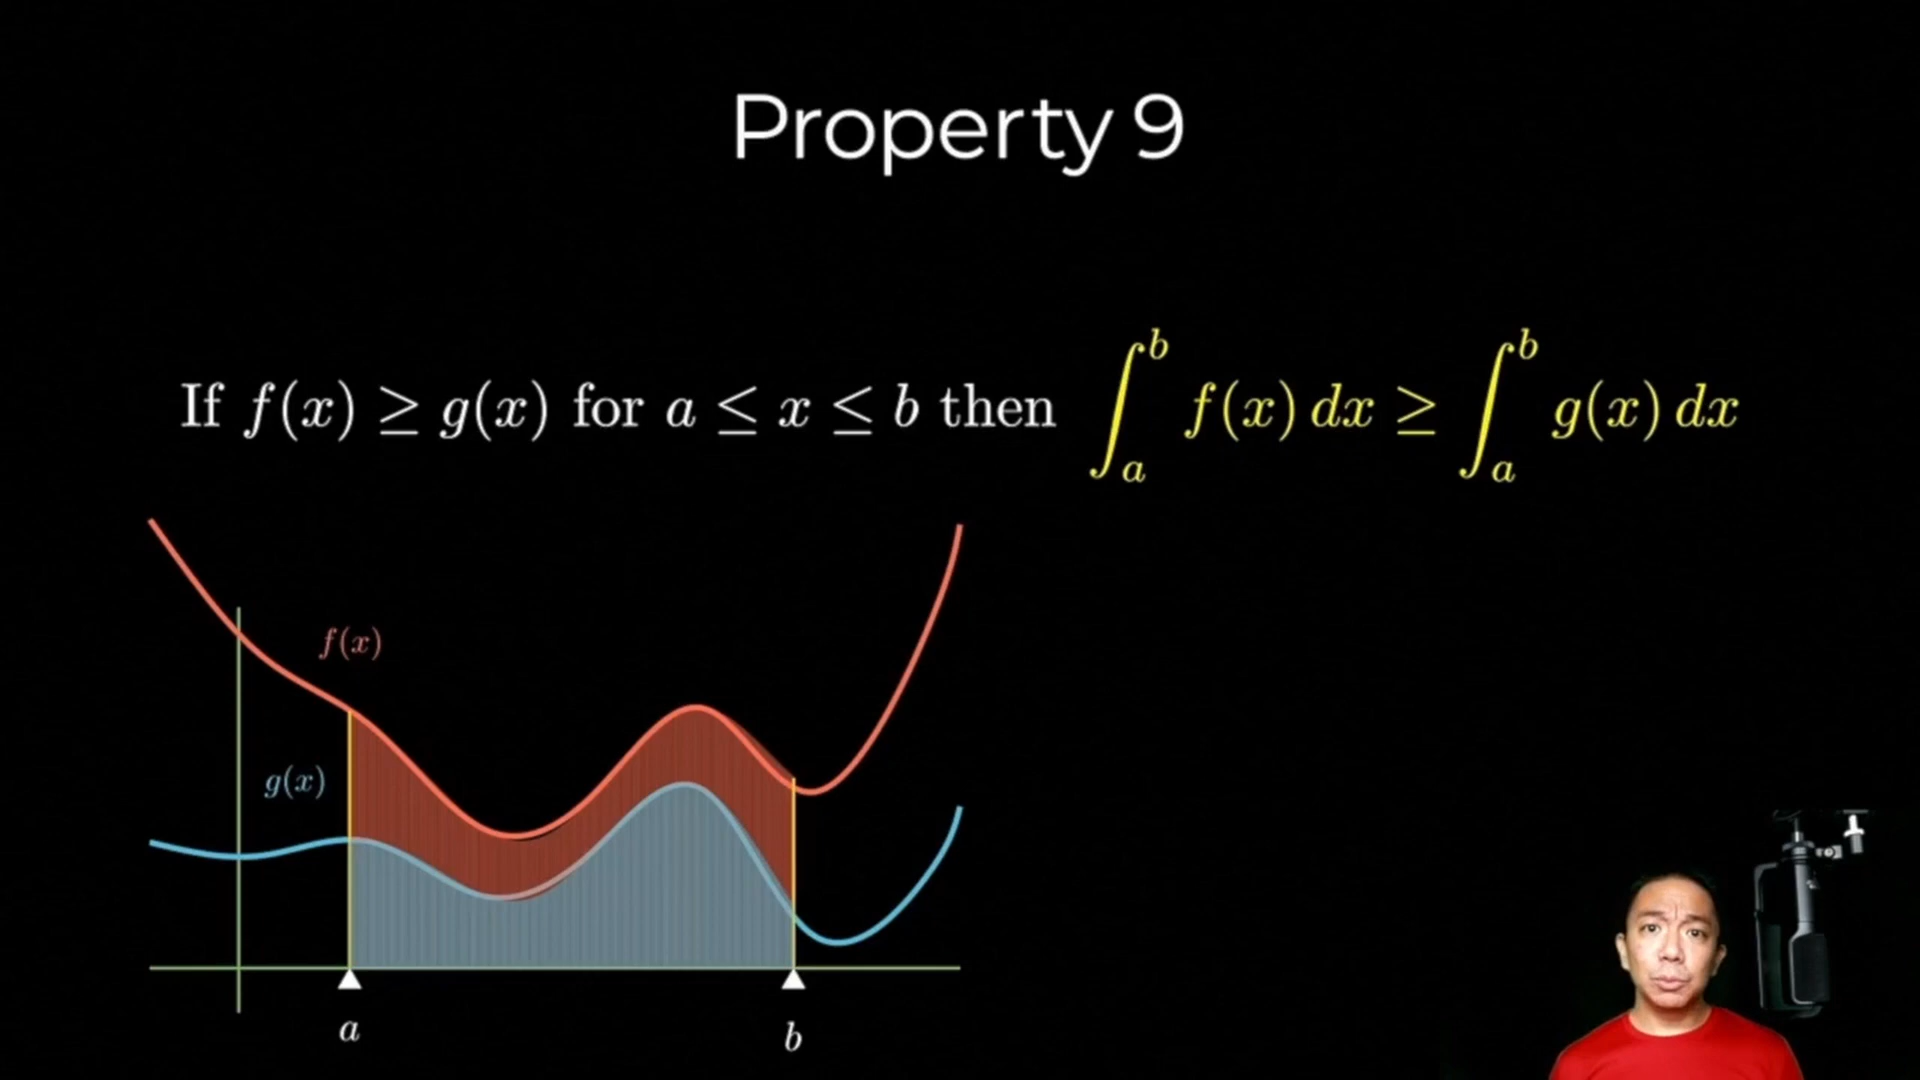 Property 9
If f(x) ≥ g(x) for a ≤ x ≤ b then ∫_a^b f(x) dx ≥ ∫_a^b g(x) dx
f(x)
g(x)
a
b